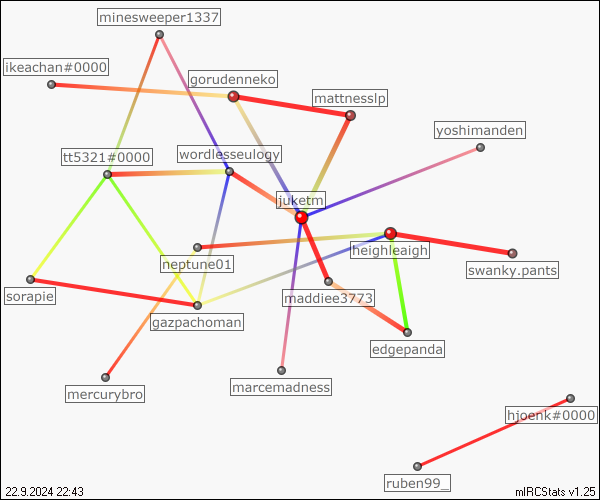 minesweeper1337
ikeachan#0000
gorudenneko
mattnesslp
yoshimanden
tt5321#0000
wordlesseulogy
juketm
heighleaigh
neptune01
swanky.pants
sorapie
maddiee3773
gazpachoman
edgepanda
marcemadness
mercurybro
hjoenk#0000
ruben99_
22.9.2024 22:43
mIRCStats v1.25